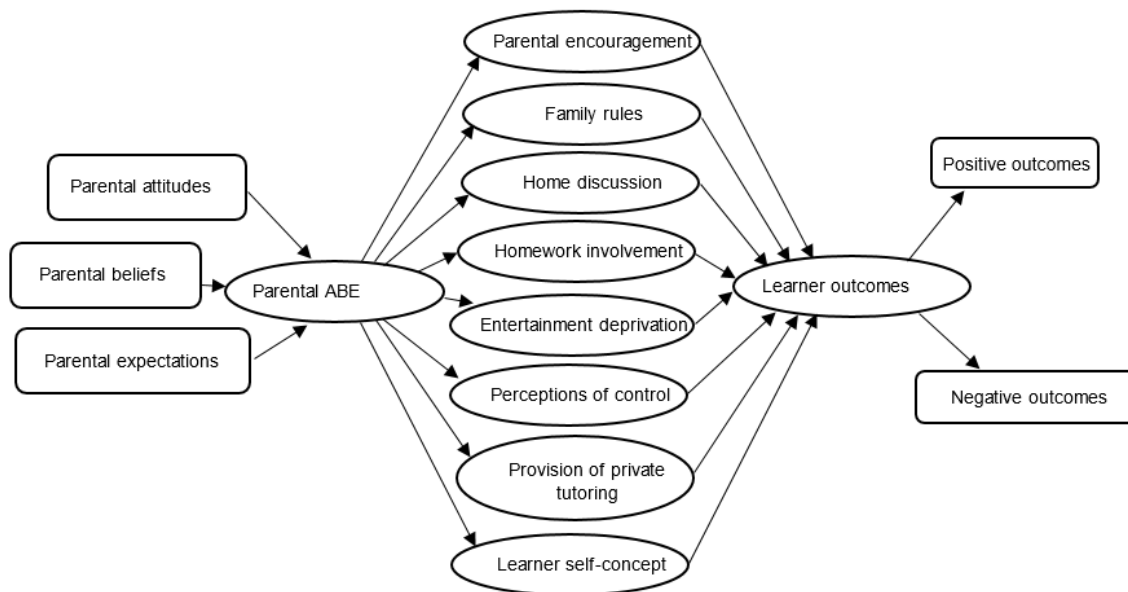 Parental attitudes
Parental beliefs
Parental expectations
Parental ABE
Parental encouragement
Family rules
Home discussion
Homework involvement
Entertainment deprivation
Perceptions of control
Provision of private
tutoring
Learner self-concept
Learner outcomes
Positive outcomes
Negative outcomes